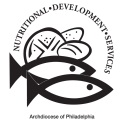 NUTRITIONAL•DEVELOPMENT•SERVICES
Archdiocese of Philadelphia